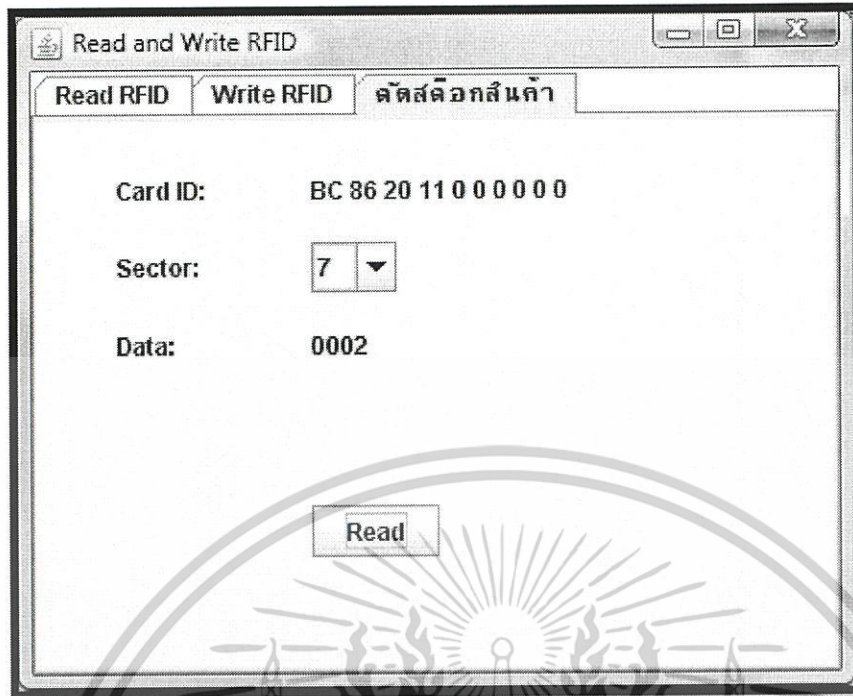 Read and Write RFID
Read RFID Write RFID ตัดสต็อกสินค้า
Card ID: BC 86 20 11 0 0 0 0 0 0
Sector: 7
Data: 0002
Read